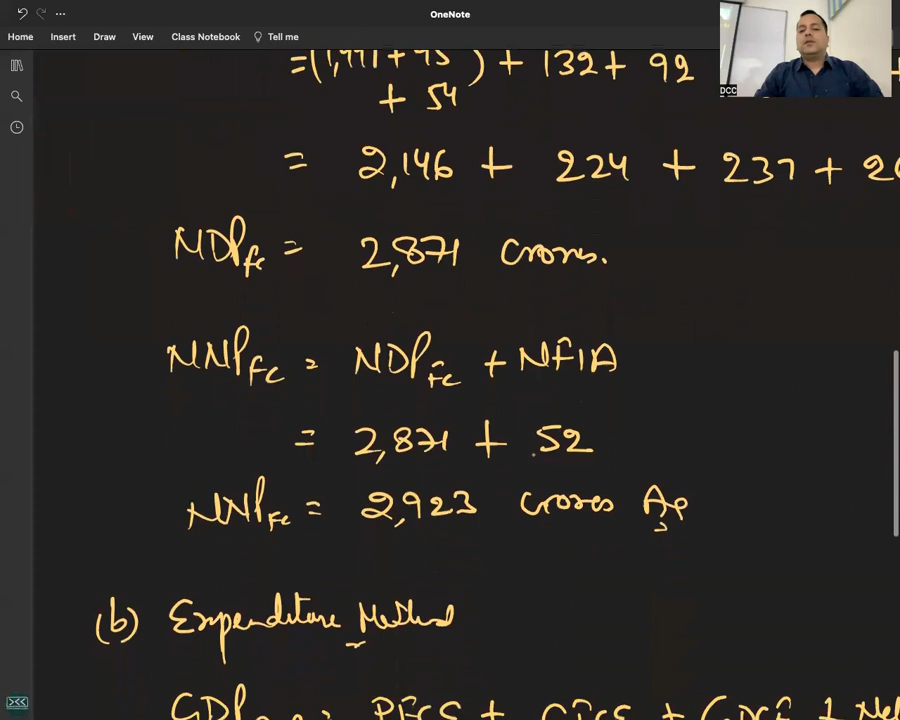 OneNote
Home Insert Draw View Class Notebook Tell me
+ 132 + 92
+ 54
DCC
= 2,146 + 224 + 237 +
NDPfc = 2,871 crores.
NNPFC = NDPFC + NFIA
= 2,871 + 52
NNPFC = 2,923 crores
(b) Expenditure Method